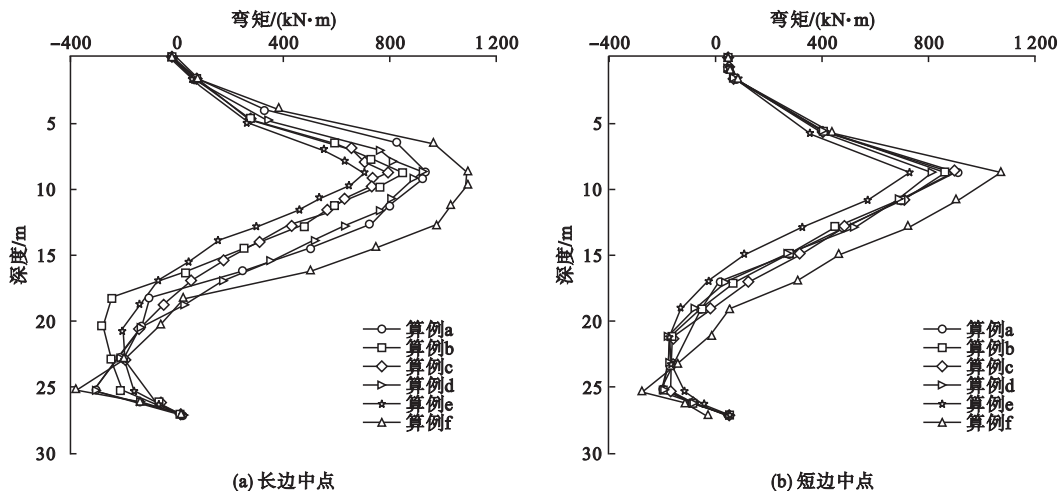 弯矩/(kN·m)
−400 0 400 800 1 200
5
10
15
20
25
30
深度/m
算例a
算例b
算例c
算例d
算例e
算例f
(a) 长边中点
弯矩/(kN·m)
−400 0 400 800 1 200
5
10
15
20
25
30
深度/m
算例a
算例b
算例c
算例d
算例e
算例f
(b) 短边中点